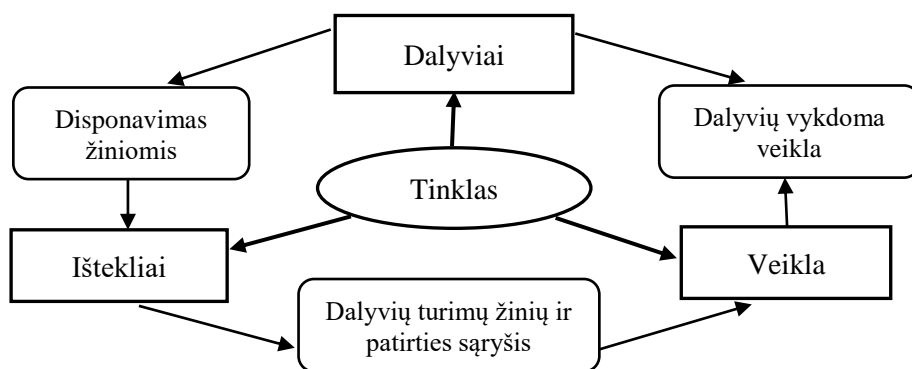 Dalyviai
Disponavimas
žiniomis
Dalyvių vykdoma
veikla
Tinklas
Ištekliai
Veikla
Dalyvių turimų žinių ir
patirties sąryšis